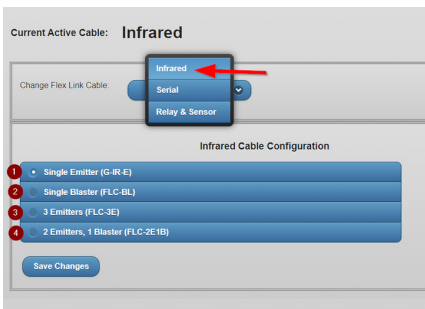 Current Active Cable: Infrared
Infrared
Change Flex Link Cable:
Serial
Relay & Sensor
Infrared Cable Configuration
1 Single Emitter (G-IR-E)
2 Single Blaster (FLC-BL)
3 3 Emitters (FLC-3E)
4 2 Emitters, 1 Blaster (FLC-2E1B)
Save Changes